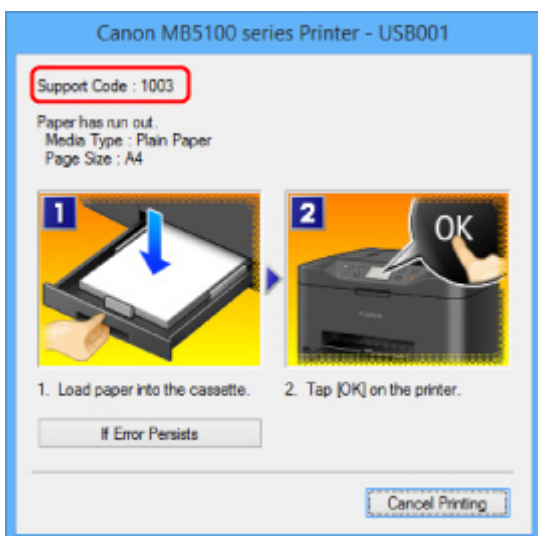 Canon MB5100 series Printer - USB001
Support Code : 1003
Paper has run out.
Media Type : Plain Paper
Page Size : A4
1
2
OK
Canon
1. Load paper into the cassette.
2. Tap [OK] on the printer.
If Error Persists
Cancel Printing